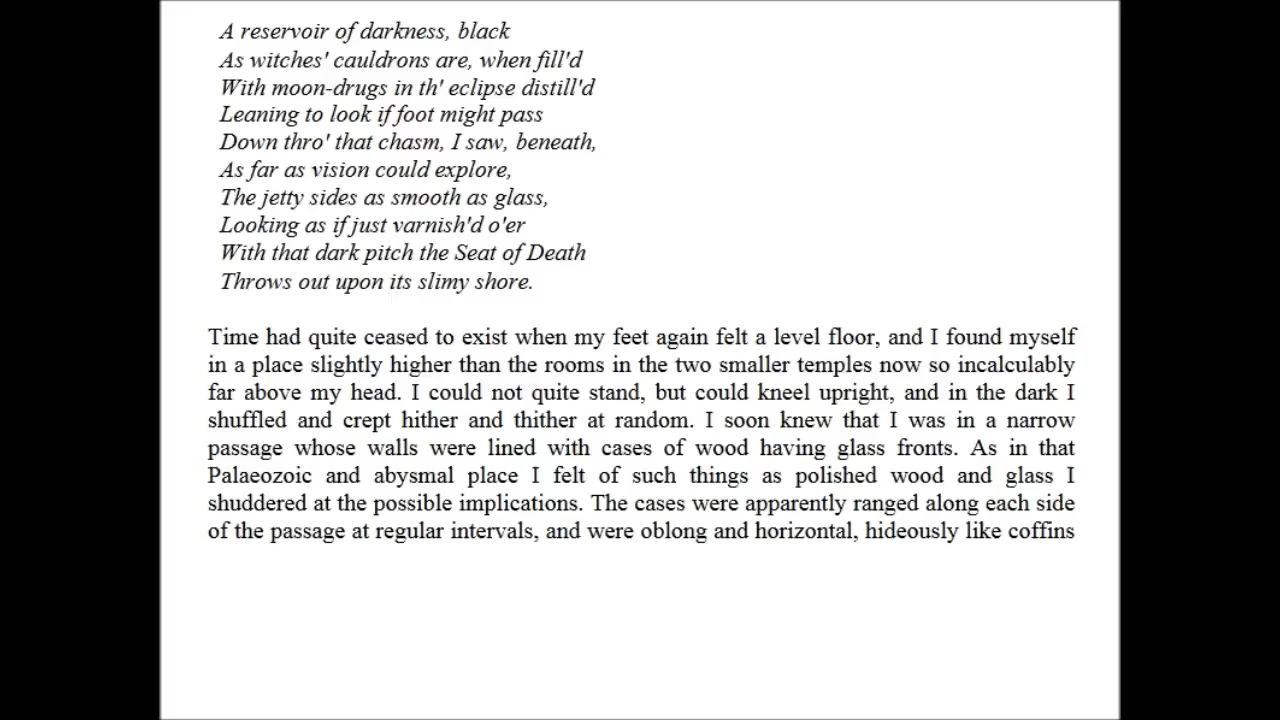 A reservoir of darkness, black
As witches' cauldrons are, when fill'd
With moon-drugs in th' eclipse distill'd
Leaning to look if foot might pass
Down thro' that chasm, I saw, beneath,
As far as vision could explore,
The jetty sides as smooth as glass,
Looking as if just varnish'd o'er
With that dark pitch the Seat of Death
Throws out upon its slimy shore.
Time had quite ceased to exist when my feet again felt a level floor, and I found myself
in a place slightly higher than the rooms in the two smaller temples now so incalculably
far above my head. I could not quite stand, but could kneel upright, and in the dark I
shuffled and crept hither and thither at random. I soon knew that I was in a narrow
passage whose walls were lined with cases of wood having glass fronts. As in that
Palaeozoic and abysmal place I felt of such things as polished wood and glass I
shuddered at the possible implications. The cases were apparently ranged along each side
of the passage at regular intervals, and were oblong and horizontal, hideously like coffins